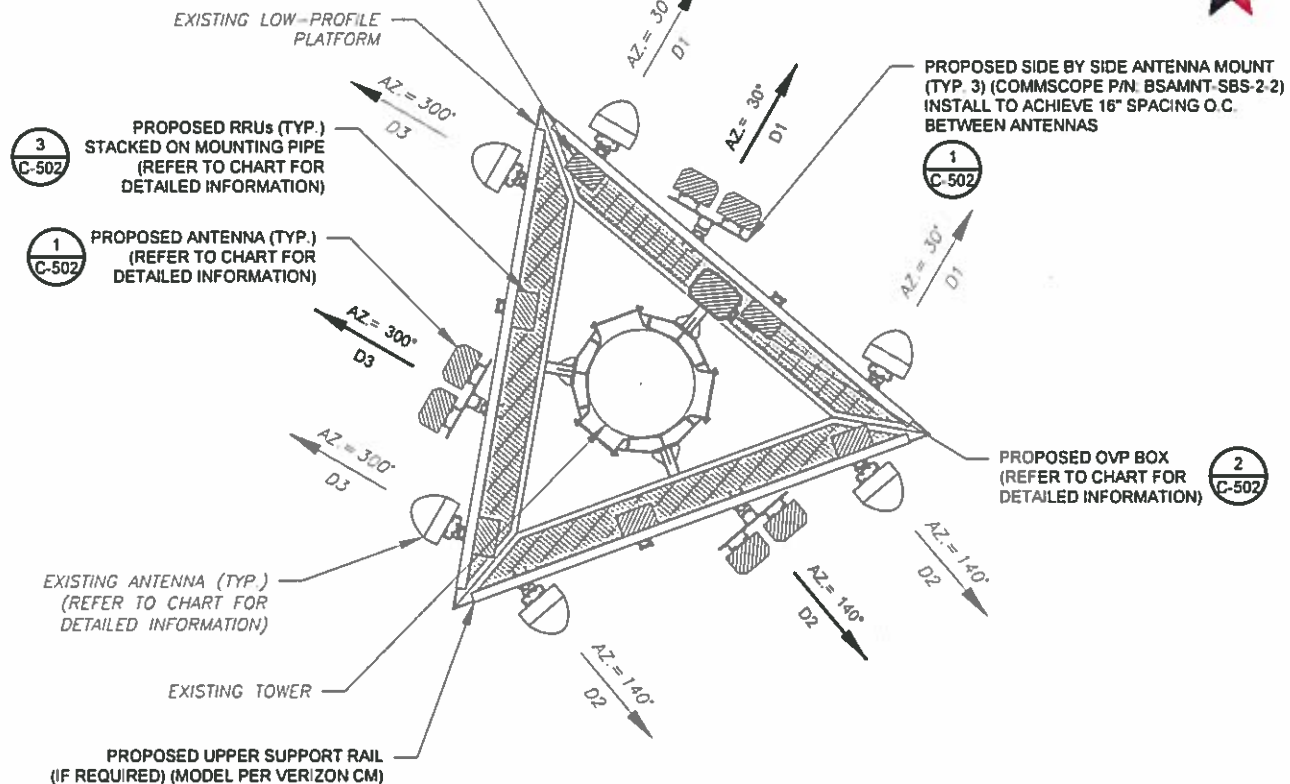 EXISTING LOW-PROFILE
PLATFORM
AZ.= 30°
D1
PROPOSED SIDE BY SIDE ANTENNA MOUNT
(TYP. 3) (COMMSCOPE P/N: BSAMNT-SBS-2-2)
INSTALL TO ACHIEVE 16" SPACING O.C.
BETWEEN ANTENNAS
1
C-502
AZ.= 300°
D3
AZ.= 30°
D1
3
C-502
PROPOSED RRUs (TYP.)
STACKED ON MOUNTING PIPE
(REFER TO CHART FOR
DETAILED INFORMATION)
1
C-502
PROPOSED ANTENNA (TYP.)
(REFER TO CHART FOR
DETAILED INFORMATION)
AZ.= 30°
D1
AZ.= 300°
D3
AZ.= 300°
D3
PROPOSED OVP BOX
(REFER TO CHART FOR
DETAILED INFORMATION)
2
C-502
AZ.= 140°
D2
EXISTING ANTENNA (TYP.)
(REFER TO CHART FOR
DETAILED INFORMATION)
AZ.= 140°
D2
AZ.= 140°
D2
EXISTING TOWER
PROPOSED UPPER SUPPORT RAIL
(IF REQUIRED) (MODEL PER VERIZON CM)